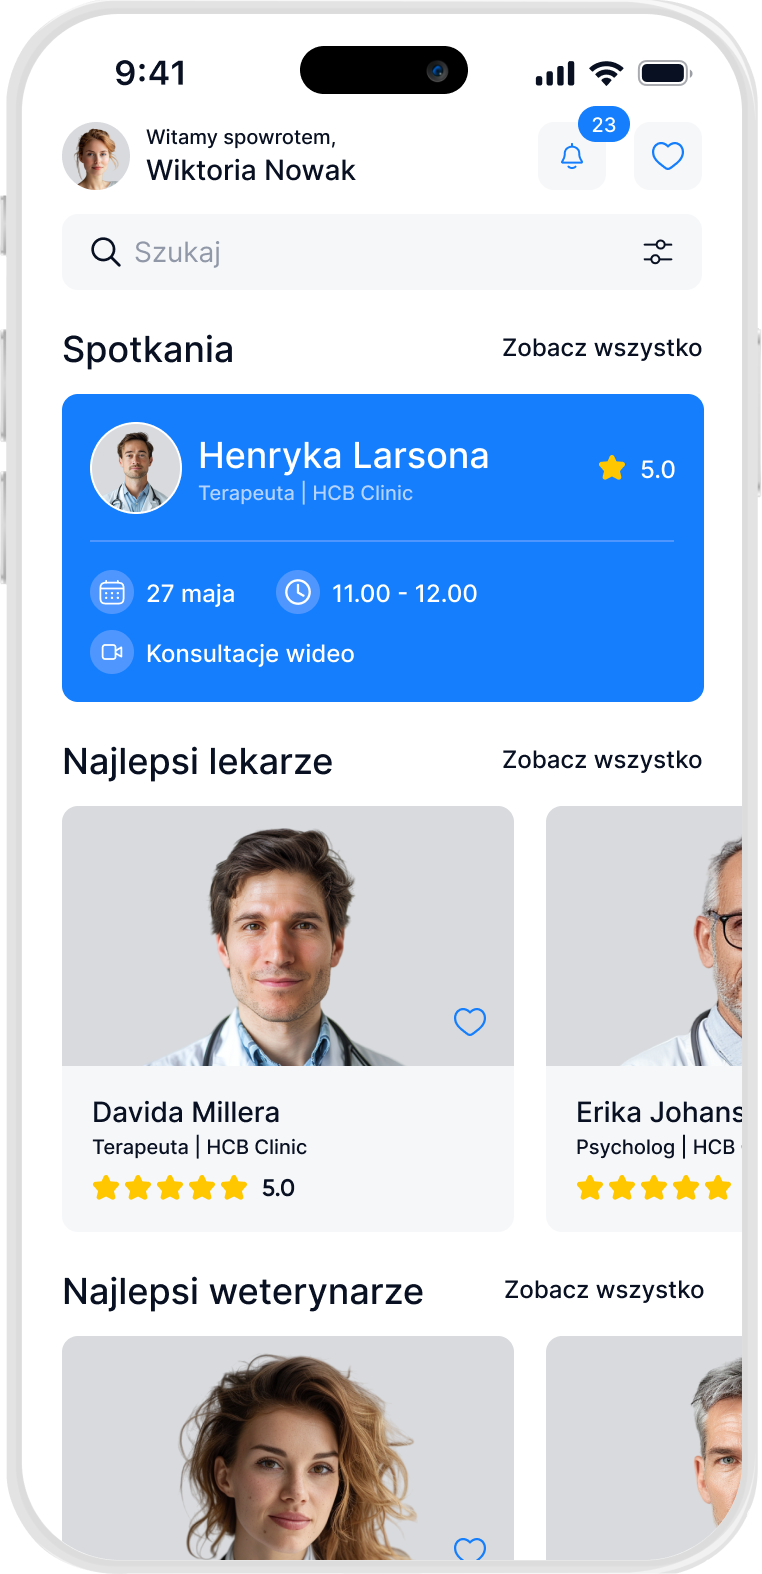 9:41
Witamy spowrotem,
Wiktoria Nowak
23
Szukaj
Spotkania
Zobacz wszystko
Henryka Larsona
Terapeuta | HCB Clinic
5.0
27 maja
11.00 - 12.00
Konsultacje wideo
Najlepsi lekarze
Zobacz wszystko
Davida Millera
Terapeuta | HCB Clinic
5.0
Erika Johans
Psycholog | HCB
Najlepsi weterynarze
Zobacz wszystko